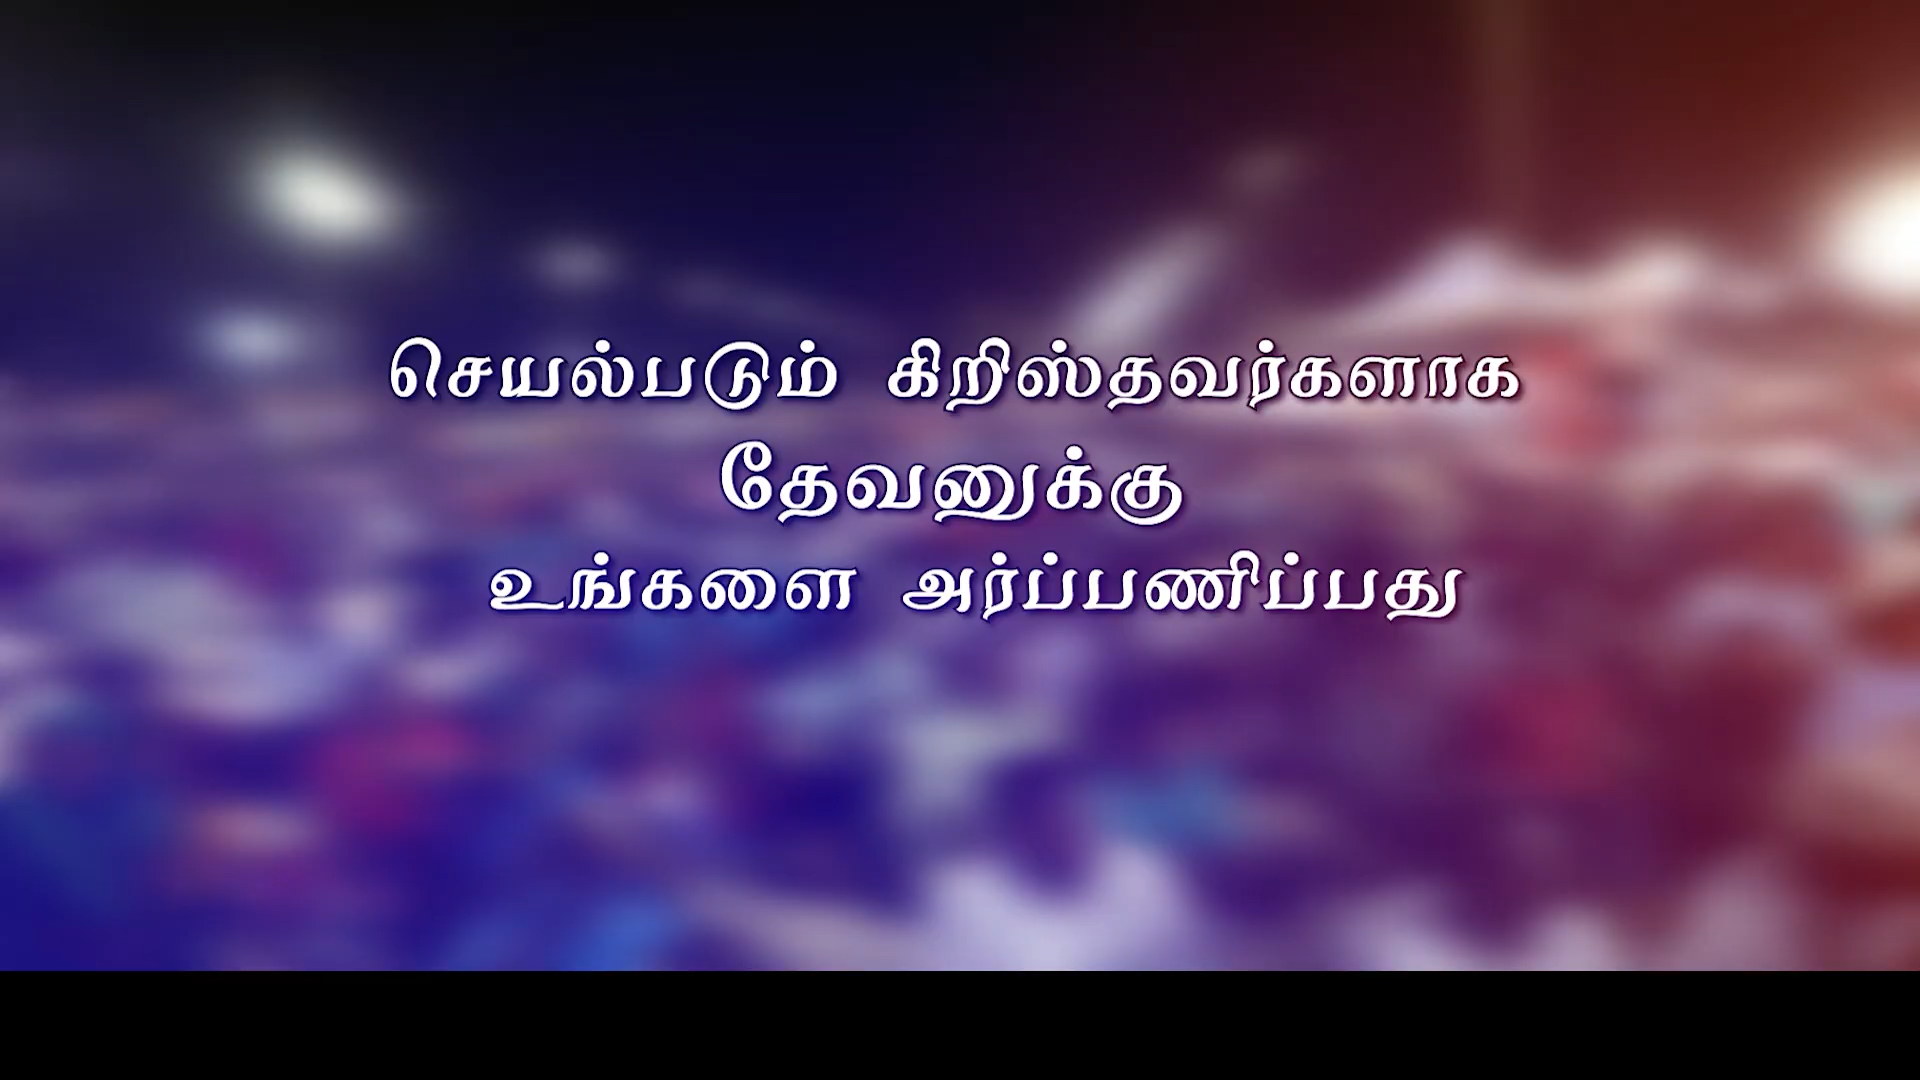 செயல்படும் கிறிஸ்தவர்களாக
தேவனுக்கு
உங்களை அர்ப்பணிப்பது